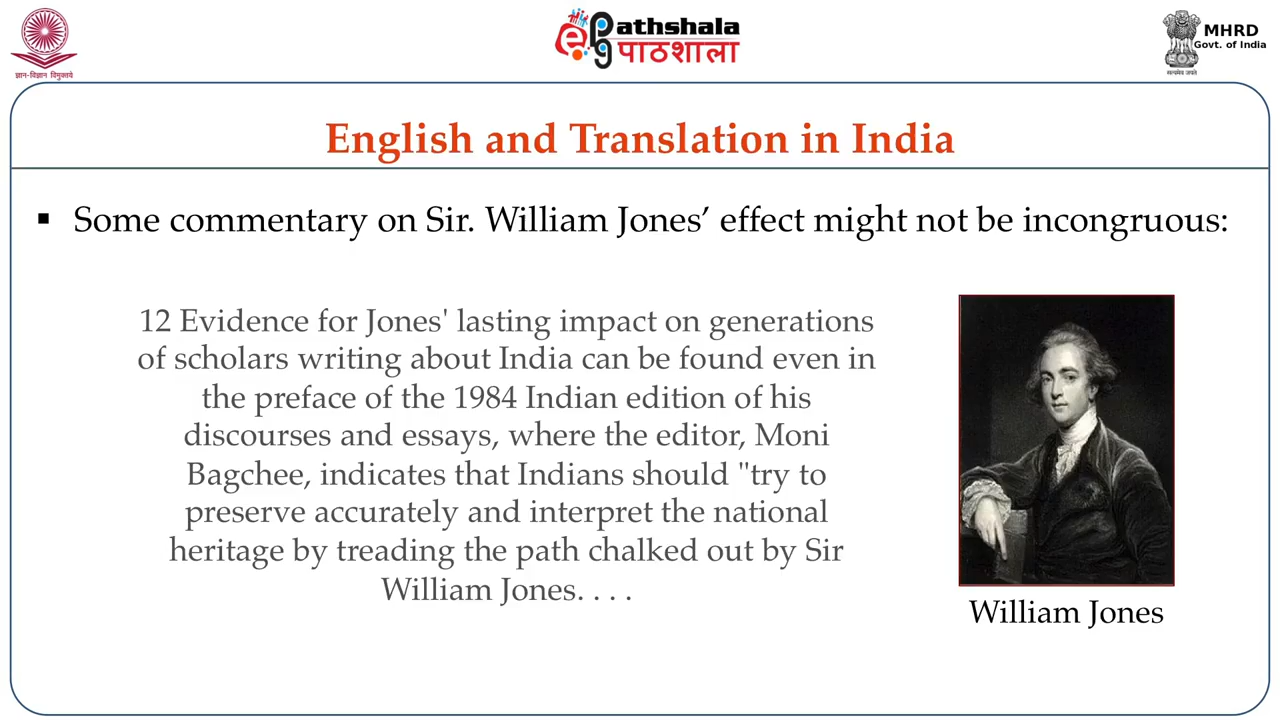 ज्ञान-विज्ञान विमुक्तये
ePathshala
पाठशाला
MHRD
Govt. of India
सत्यमेव जयते
English and Translation in India
▪ Some commentary on Sir. William Jones’ effect might not be incongruous:
12 Evidence for Jones' lasting impact on generations
of scholars writing about India can be found even in
the preface of the 1984 Indian edition of his
discourses and essays, where the editor, Moni
Bagchee, indicates that Indians should "try to
preserve accurately and interpret the national
heritage by treading the path chalked out by Sir
William Jones. . . .
William Jones